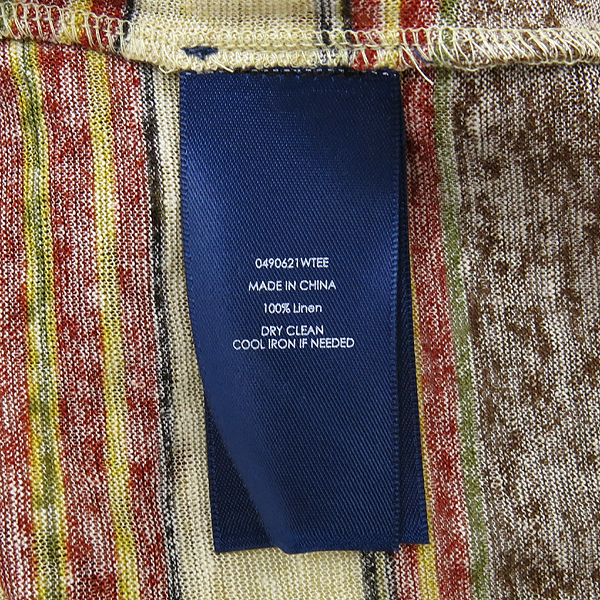 0490621WTEE
MADE IN CHINA
100% Linen
DRY CLEAN
COOL IRON IF NEEDED